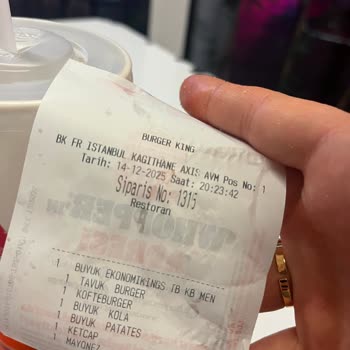 BURGER KING
BK FR ISTANBUL KAGITHANE AXIS AVM Pos No: 1
Tarih: 14-12-2025 Saat: 20:23:42
Siparis No: 1315
Restoran
1 BUYUK EKONOMIKINGS TB KB MEN
1 TAVUK BURGER
1 KOFTEBURGER
1 BUYUK KOLA
1 BUYUK PATATES
1 KETCAP
1 MAYONEZ